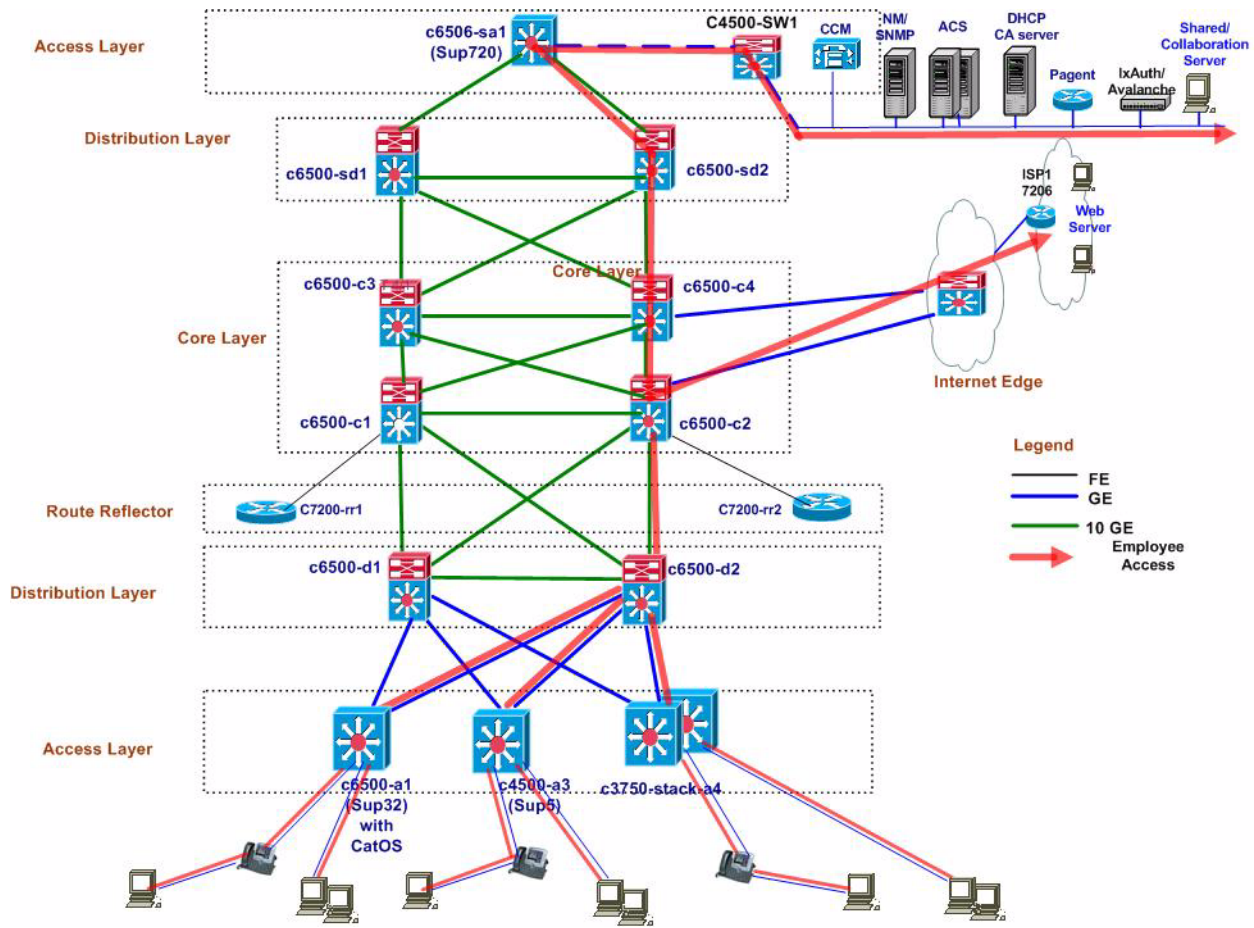 Access Layer
c6506-sa1
(Sup720)
C4500-SW1
CCM
NM/
SNMP
ACS
DHCP
CA server
Pagent
IxAuth/
Avalanche
Shared/
Collaboration
Server
Distribution Layer
c6500-sd1
c6500-sd2
ISP1
7206
Web
Server
Core Layer
c6500-c3
c6500-c4
Core Layer
Internet Edge
c6500-c1
c6500-c2
Legend
FE
GE
10 GE
Employee
Access
Route Reflector
C7200-rr1
C7200-rr2
c6500-d1
c6500-d2
Distribution Layer
Access Layer
c6500-a1
(Sup32)
with
CatOS
c4500-a3
(Sup5)
c3750-stack-a4